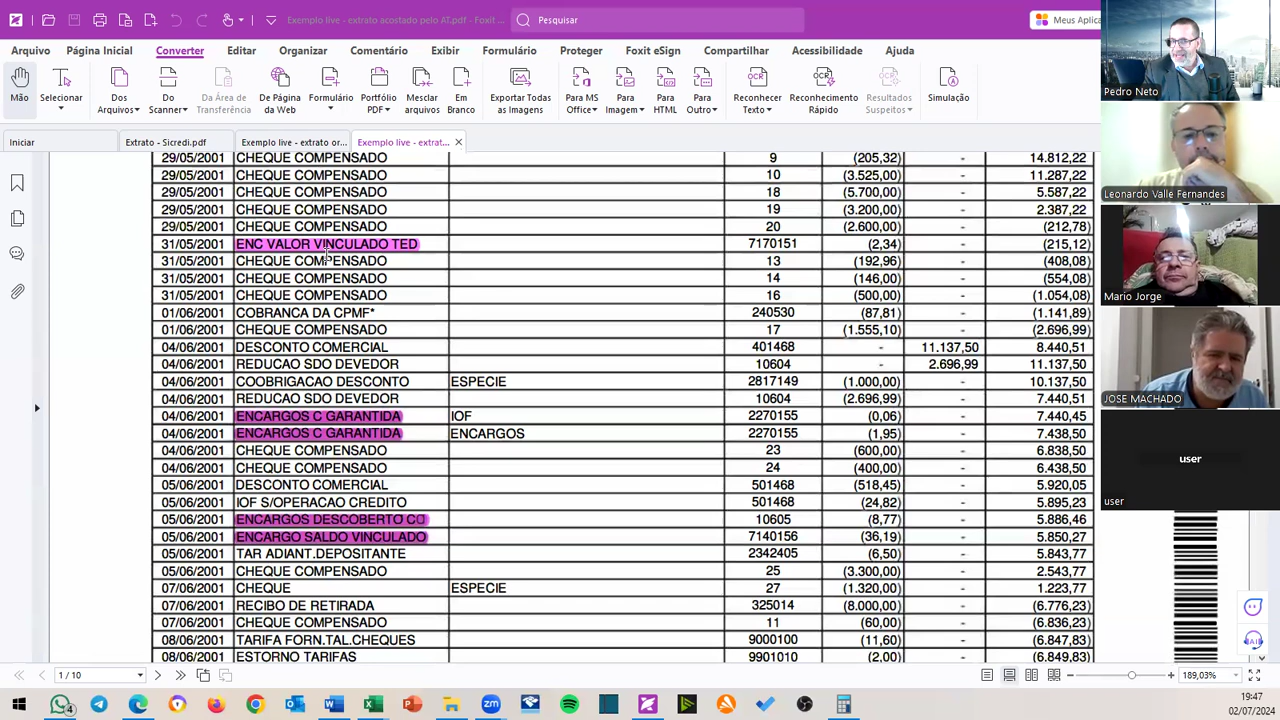 Exemplo live - extrato acostado pelo AT.pdf - Foxit ...
Pesquisar
Meus Aplica
Arquivo Página Inicial Converter Editar Organizar Comentário Exibir Formulário Proteger Foxit eSign Compartilhar Acessibilidade Ajuda
Mão Selecionar Dos Arquivos Do Scanner Da Área de Transferência De Página da Web Formulário Portfólio PDF Mesclar arquivos Em Branco Exportar Todas as Imagens Para MS Office Para Imagem Para HTML Para Outro Reconhecer Texto Reconhecimento Rápido Resultados Suspeitos Simulação
Iniciar Extrato - Sicredi.pdf Exemplo live - extrato or... Exemplo live - extrat...
29/05/2001 CHEQUE COMPENSADO 9 (205,32) - 14.812,22
29/05/2001 CHEQUE COMPENSADO 10 (3.525,00) - 11.287,22
29/05/2001 CHEQUE COMPENSADO 18 (5.700,00) - 5.587,22
29/05/2001 CHEQUE COMPENSADO 19 (3.200,00) - 2.387,22
29/05/2001 CHEQUE COMPENSADO 20 (2.600,00) - (212,78)
31/05/2001 ENC VALOR VINCULADO TED 7170151 (2,34) - (215,12)
31/05/2001 CHEQUE COMPENSADO 13 (192,96) - (408,08)
31/05/2001 CHEQUE COMPENSADO 14 (146,00) - (554,08)
31/05/2001 CHEQUE COMPENSADO 16 (500,00) - (1.054,08)
01/06/2001 COBRANCA DA CPMF* 240530 (87,81) - (1.141,89)
01/06/2001 CHEQUE COMPENSADO 17 (1.555,10) - (2.696,99)
04/06/2001 DESCONTO COMERCIAL 401468 - 11.137,50 8.440,51
04/06/2001 REDUCAO SDO DEVEDOR 10604 - 2.696,99 11.137,50
04/06/2001 COOBRIGACAO DESCONTO ESPECIE 2817149 (1.000,00) - 10.137,50
04/06/2001 REDUCAO SDO DEVEDOR 10604 (2.696,99) - 7.440,51
04/06/2001 ENCARGOS C GARANTIDA IOF 2270155 (0,06) - 7.440,45
04/06/2001 ENCARGOS C GARANTIDA ENCARGOS 2270155 (1,95) - 7.438,50
04/06/2001 CHEQUE COMPENSADO 23 (600,00) - 6.838,50
04/06/2001 CHEQUE COMPENSADO 24 (400,00) - 6.438,50
05/06/2001 DESCONTO COMERCIAL 501468 (518,45) - 5.920,05
05/06/2001 IOF S/OPERACAO CREDITO 501468 (24,82) - 5.895,23
05/06/2001 ENCARGOS DESCOBERTO CO 10605 (8,77) - 5.886,46
05/06/2001 ENCARGO SALDO VINCULADO 7140156 (36,19) - 5.850,27
05/06/2001 TAR ADIANT.DEPOSITANTE 2342405 (6,50) - 5.843,77
05/06/2001 CHEQUE COMPENSADO 25 (3.300,00) - 2.543,77
07/06/2001 CHEQUE ESPECIE 27 (1.320,00) - 1.223,77
07/06/2001 RECIBO DE RETIRADA 325014 (8.000,00) - (6.776,23)
07/06/2001 CHEQUE COMPENSADO 11 (60,00) - (6.836,23)
08/06/2001 TARIFA FORN.TAL.CHEQUES 9000100 (11,60) - (6.847,83)
08/06/2001 ESTORNO TARIFAS 9901010 (2,00) - (6.849,83)
Pedro Neto
Leonardo Valle Fernandes
Mario Jorge
JOSE MACHADO
user
user
1 / 10
189,03%
4
zm
19:47
02/07/2024